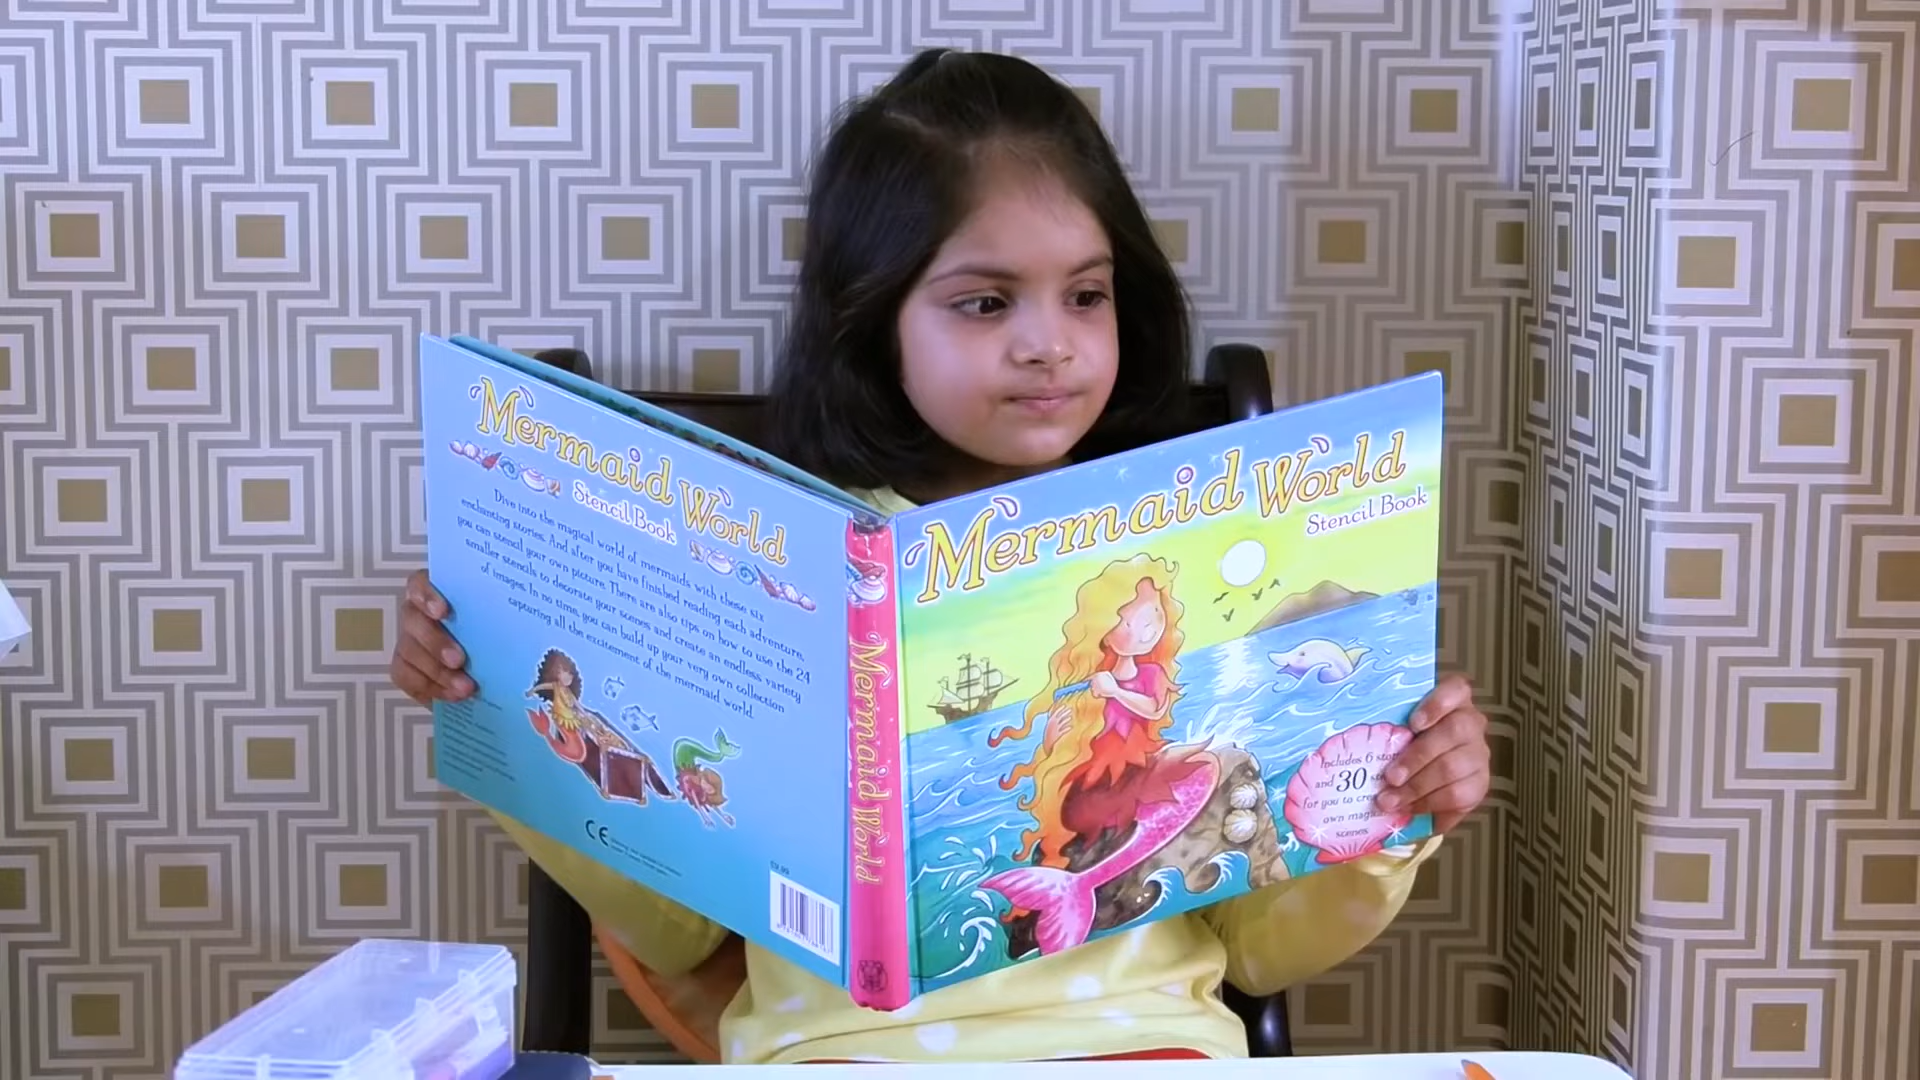 Mermaid World
Stencil Book
Dive into the magical world of mermaids with these six
enchanting stories. And after you have finished reading each adventure,
you can stencil your own picture. There are also tips on how to use the 24
smaller stencils to decorate your scenes and create an endless variety
of images. In no time, you can build up your very own collection
capturing all the excitement of the mermaid world.
CE
£9.99
Mermaid World
Mermaid World
Stencil Book
Includes 6
and 30
for you to
own
scenes